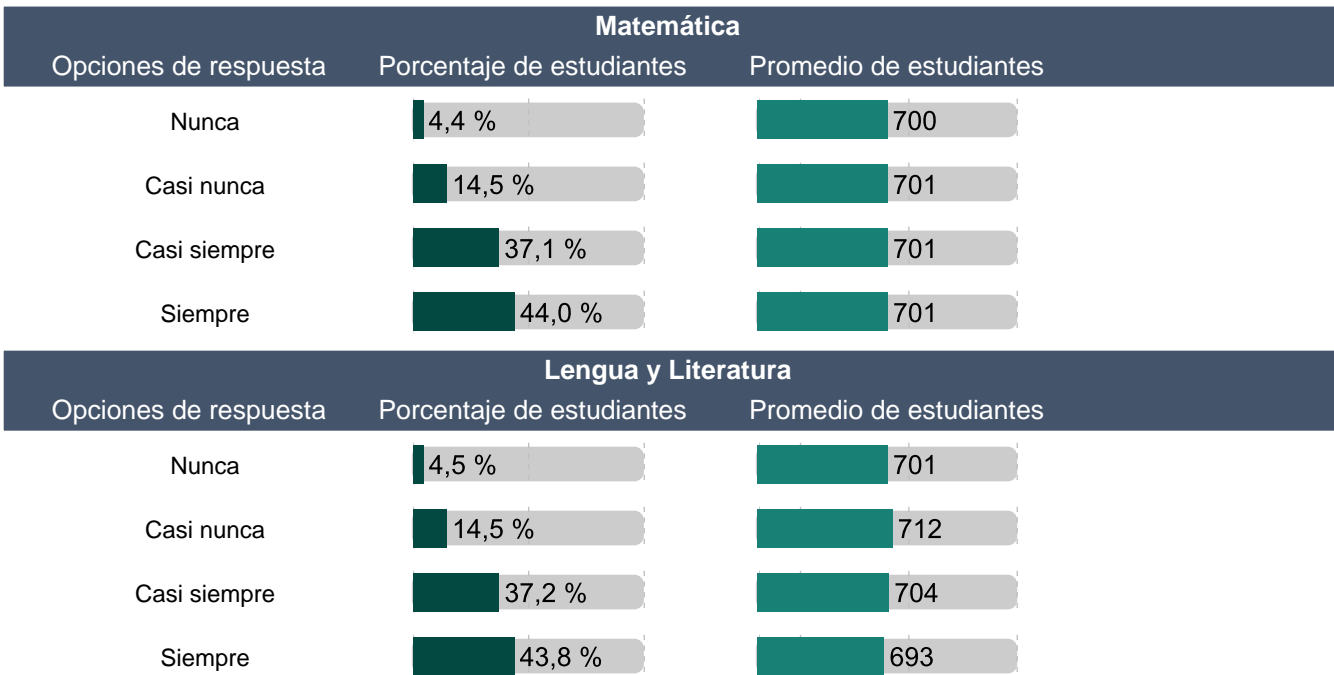 Matemática
Opciones de respuesta Porcentaje de estudiantes Promedio de estudiantes
Nunca 4,4 % 700
Casi nunca 14,5 % 701
Casi siempre 37,1 % 701
Siempre 44,0 % 701
Lengua y Literatura
Opciones de respuesta Porcentaje de estudiantes Promedio de estudiantes
Nunca 4,5 % 701
Casi nunca 14,5 % 712
Casi siempre 37,2 % 704
Siempre 43,8 % 693